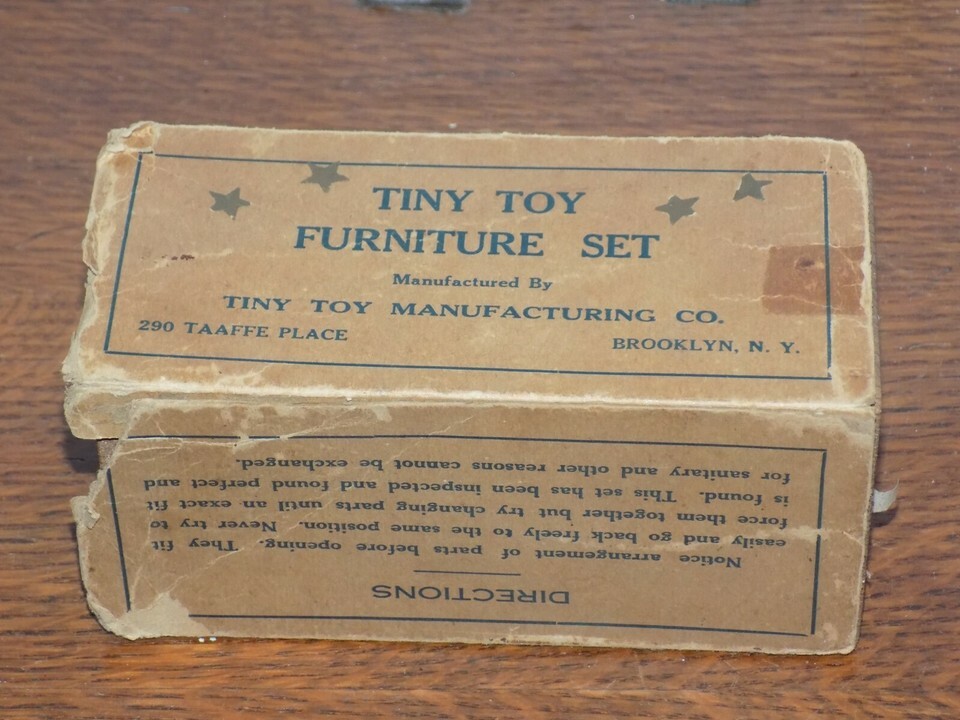 TINY TOY
FURNITURE SET
Manufactured By
TINY TOY MANUFACTURING CO.
290 TAAFFE PLACE BROOKLYN, N. Y.
DIRECTIONS
Notice arrangement of parts before opening. They fit
easily and go back freely to the same position. Never try to
force them together but try changing parts until an exact fit
is found. This set has been inspected and found perfect and
for sanitary and other reasons cannot be exchanged.